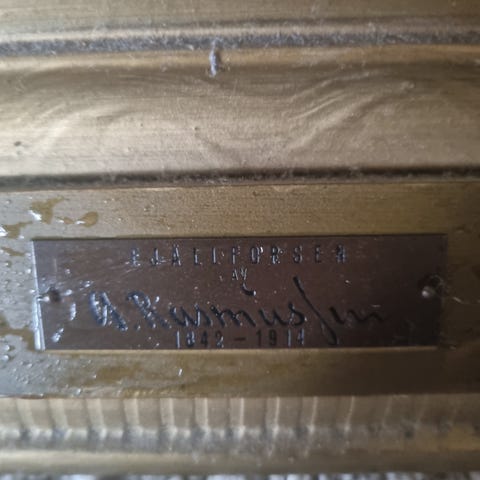 FJÄLLFORSEN
AV
A. Rasmussen
1842 - 1914